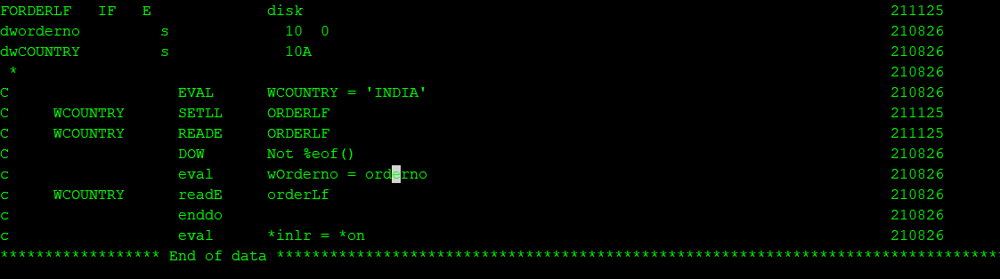 FORDERLF   IF   E             disk                                                                  211125
dworderno         s             10  0                                                               210826
dwCOUNTRY         s             10A                                                                 210826
 *                                                                                                  210826
C                   EVAL      WCOUNTRY = 'INDIA'                                                    210826
C     WCOUNTRY      SETLL     ORDERLF                                                               211125
C     WCOUNTRY      READE     ORDERLF                                                               211125
C                   DOW       Not %eof()                                                            210826
c                   eval      wOrderno = orderno                                                    210826
c     WCOUNTRY      readE     orderLf                                                               210826
c                   enddo                                                                           210826
c                   eval      *inlr = *on                                                           210826
****************** End of data **********************************************************************************